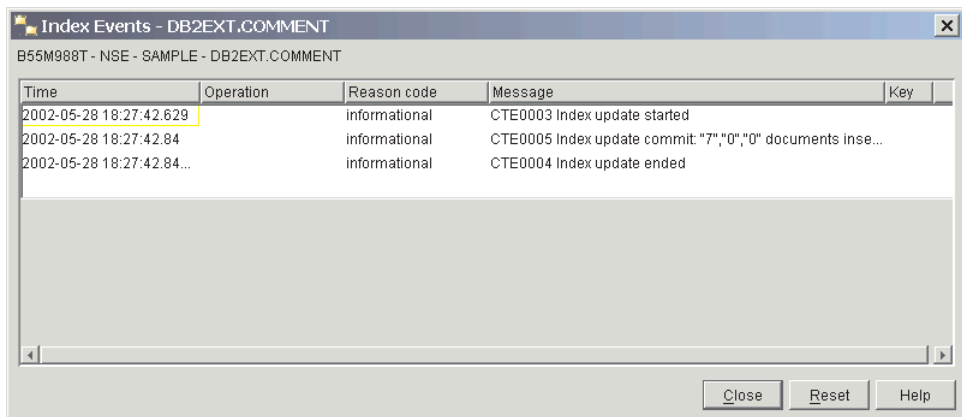 Index Events - DB2EXT.COMMENT
B55M988T - NSE - SAMPLE - DB2EXT.COMMENT
Time Operation Reason code Message Key
2002-05-28 18:27:42.629 informational CTE0003 Index update started
2002-05-28 18:27:42.84 informational CTE0005 Index update commit: "7","0","0" documents inse...
2002-05-28 18:27:42.84... informational CTE0004 Index update ended
Close Reset Help